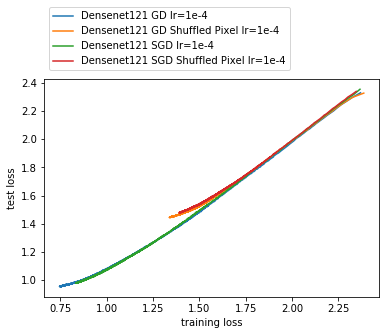 Densenet121 GD lr=1e-4
Densenet121 GD Shuffled Pixel lr=1e-4
Densenet121 SGD lr=1e-4
Densenet121 SGD Shuffled Pixel lr=1e-4
2.4
2.2
2.0
1.8
1.6
1.4
1.2
1.0
test loss
0.75
1.00
1.25
1.50
1.75
2.00
2.25
training loss